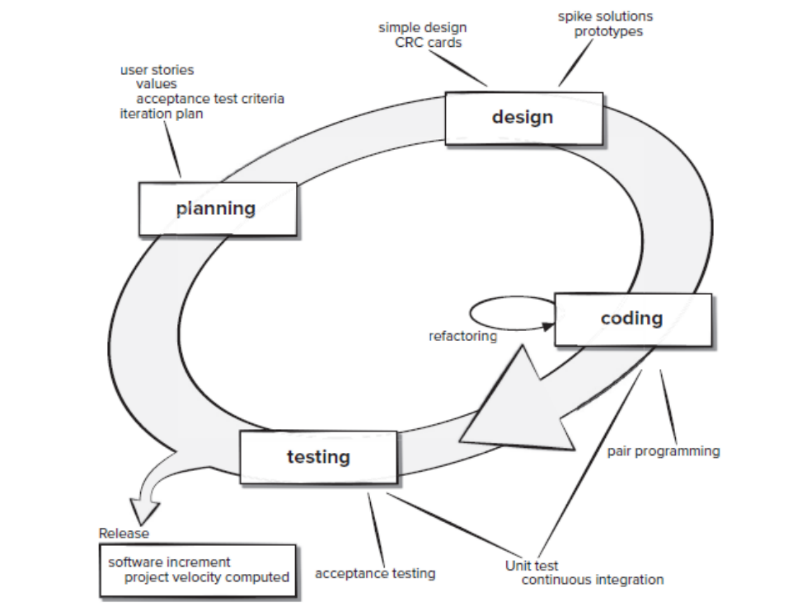 spike solutions
prototypes
simple design
CRC cards
user stories
values
acceptance test criteria
iteration plan
design
planning
coding
refactoring
testing
pair programming
Release
software increment
project velocity computed
acceptance testing
Unit test
continuous integration